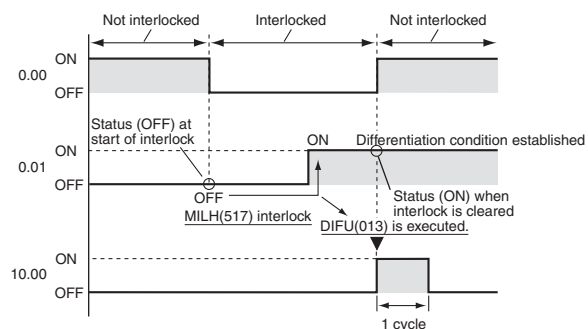 Not interlocked
Interlocked
Not interlocked
0.00
ON
OFF
Status (OFF) at
start of interlock
0.01
ON
OFF
ON
Differentiation condition established
OFF
MILH(517) interlock
Status (ON) when
interlock is cleared
DIFU(013) is executed.
10.00
ON
OFF
1 cycle